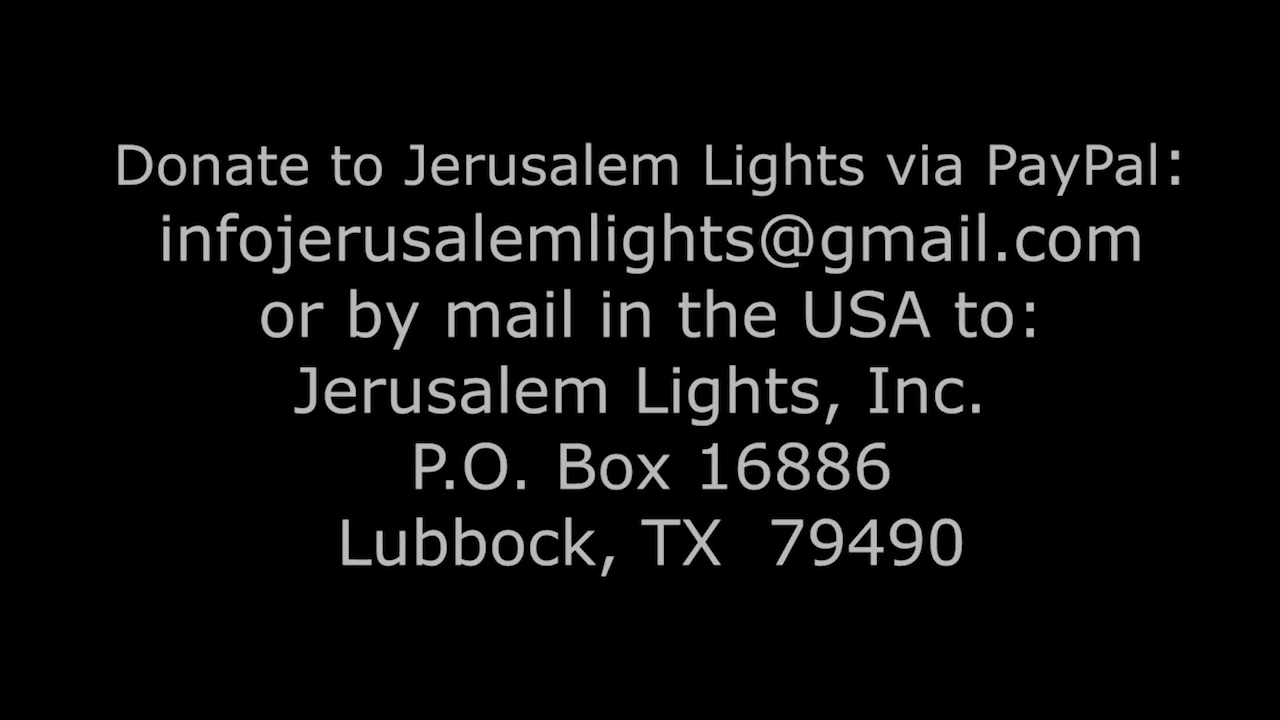 Donate to Jerusalem Lights via PayPal:
infojerusalemlights@gmail.com
or by mail in the USA to:
Jerusalem Lights, Inc.
P.O. Box 16886
Lubbock, TX  79490